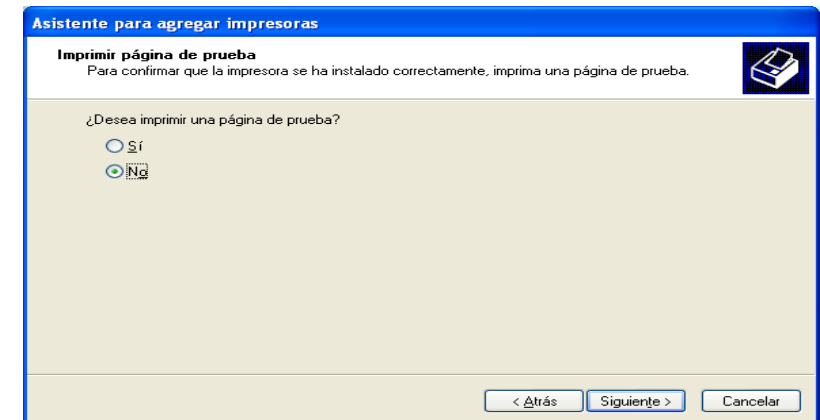 Asistente para agregar impresoras
Imprimir página de prueba
Para confirmar que la impresora se ha instalado correctamente, imprima una página de prueba.
¿Desea imprimir una página de prueba?
Sí
No
< Atrás Siguiente > Cancelar